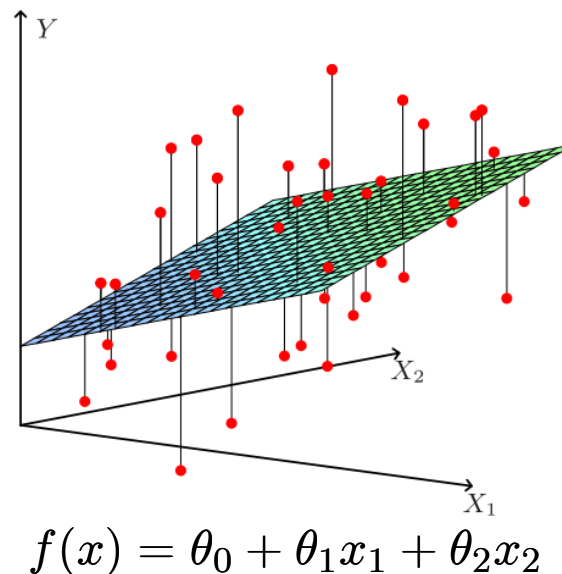 Y
X₂
X₁
f(x) = θ₀ + θ₁x₁ + θ₂x₂